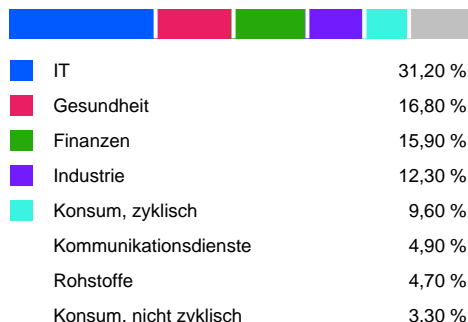 IT 31,20 %
Gesundheit 16,80 %
Finanzen 15,90 %
Industrie 12,30 %
Konsum, zyklisch 9,60 %
Kommunikationsdienste 4,90 %
Rohstoffe 4,70 %
Konsum, nicht zyklisch 3,30 %